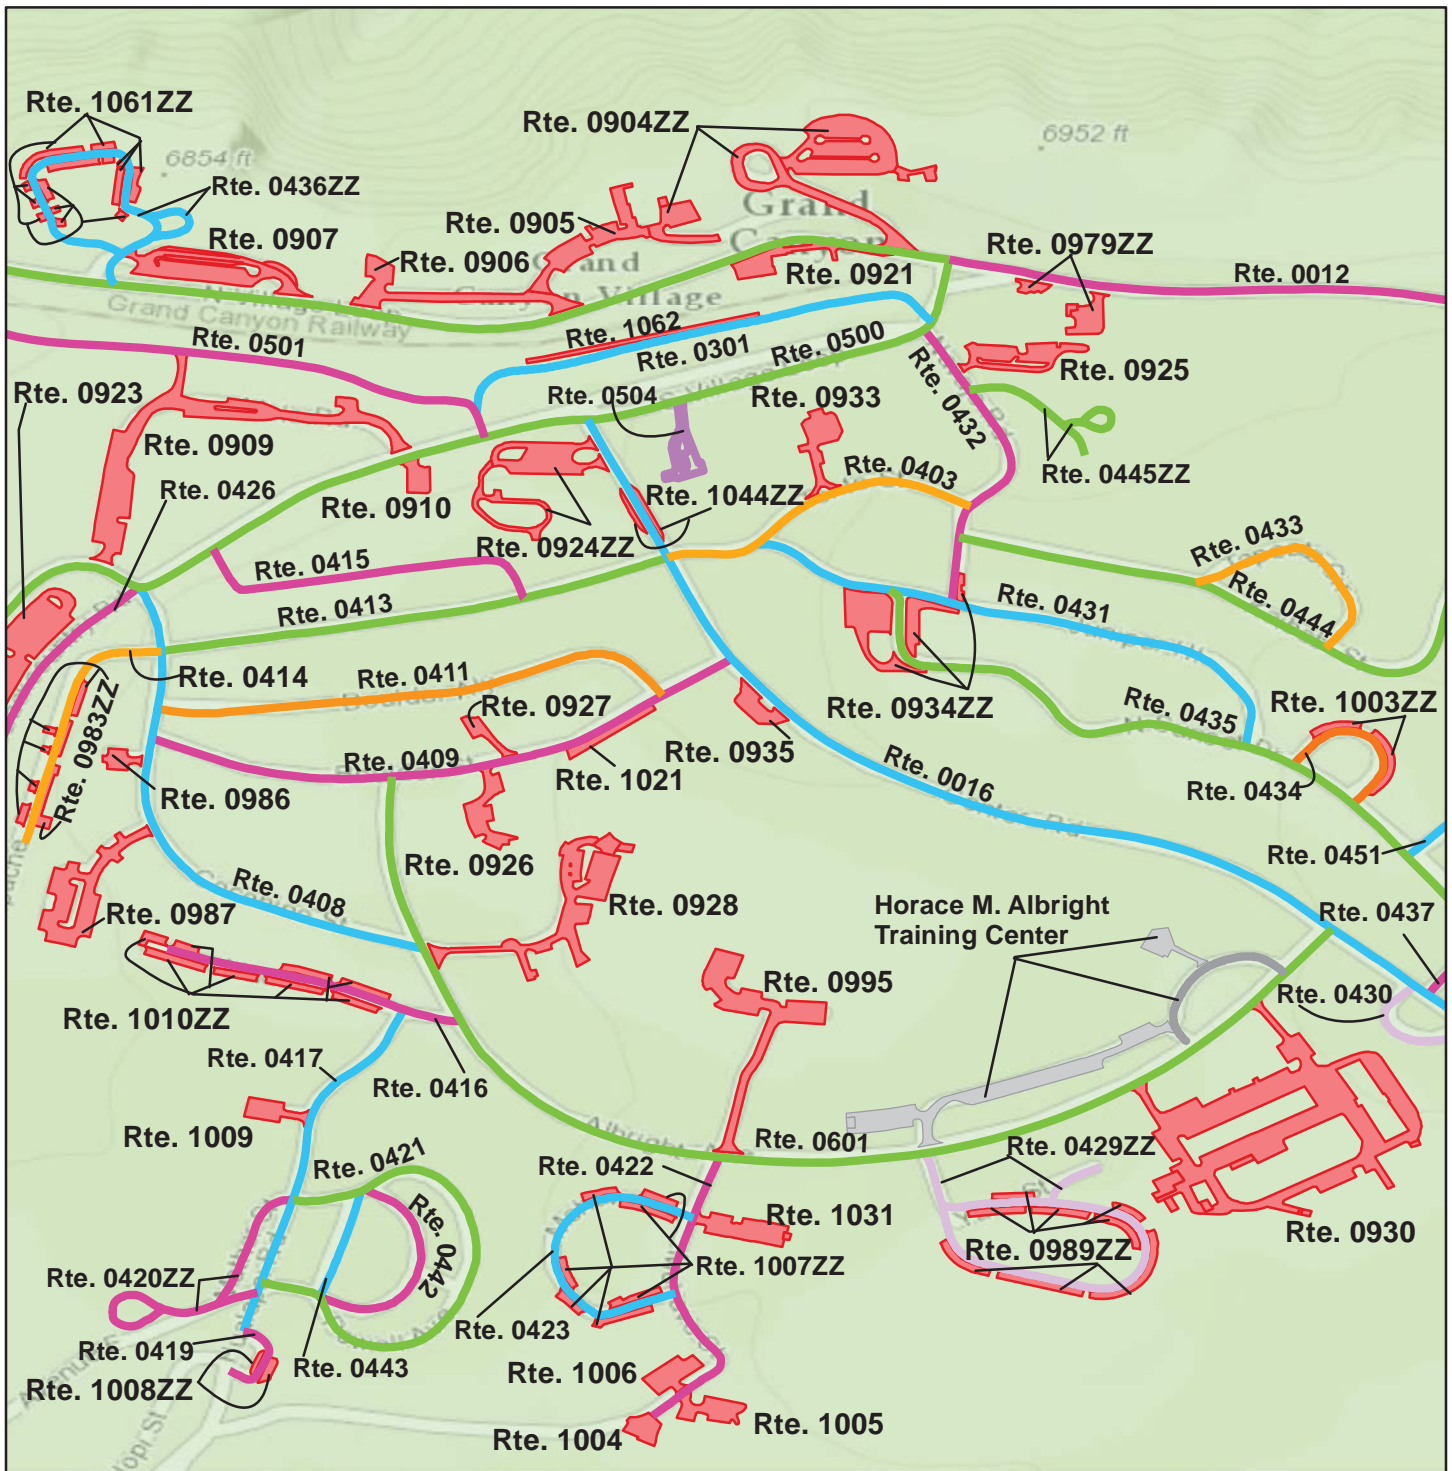 Rte. 1061ZZ
Rte. 0904ZZ
6952 ft
6854 ft
Rte. 0436ZZ
Grand
Canyon
Rte. 0905
Rte. 0907
Rte. 0906
Grand
Canyon Village
Rte. 0921
Rte. 0979ZZ
Rte. 0012
Grand Canyon Railway
Rte. 0501
Rte. 1062
Rte. 0301
Rte. 0500
Rte. 0432
Rte. 0925
Rte. 0923
Rte. 0504
Rte. 0933
Rte. 0909
Rte. 0426
Rte. 0910
Rte. 0403
Rte. 0445ZZ
Rte. 1044ZZ
Rte. 0924ZZ
Rte. 0433
Rte. 0415
Rte. 0413
Rte. 0431
Rte. 0444
St
Rte. 0414
Rte. 0411
Rte. 0983ZZ
Rte. 0927
Rte. 0934ZZ
Rte. 0435
Rte. 1003ZZ
Rte. 0409
Rte. 0986
Rte. 1021
Rte. 0935
Rte. 0016
Center Rd
Rte. 0434
Rte. 0926
Rte. 0451
Rte. 0408
Rte. 0987
Rte. 0928
Horace M. Albright
Training Center
Rte. 0437
Rte. 0995
Rte. 0430
Rte. 1010ZZ
Rte. 0417
Rte. 0416
Rte. 1009
Albright Ave
Rte. 0601
Rte. 0421
Rte. 0422
Rte. 0429ZZ
Rte. 0442
Rte. 1031
Rte. 0930
Rte. 0989ZZ
Rte. 0420ZZ
Rte. 1007ZZ
Rte. 0423
Rte. 0419
Rte. 0443
Rte. 1008ZZ
Rte. 1006
Rte. 1005
Rte. 1004